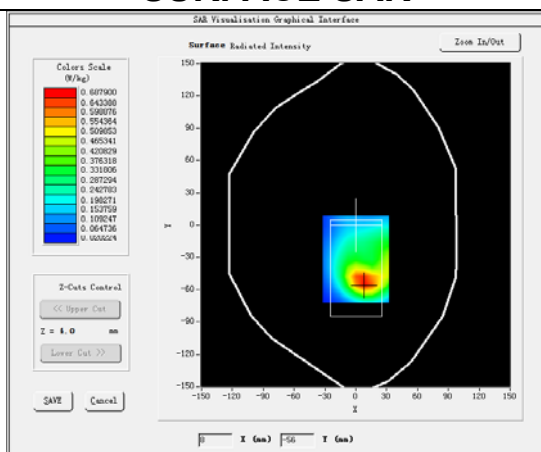 SURFACE SAR
SAR Visualisation Graphical Interface
Surface Radiated Intensity
Zoom In/Out
Colors Scale
(W/kg)
0.687900
0.643388
0.598876
0.554364
0.509853
0.465341
0.420829
0.376318
0.331806
0.287294
0.242783
0.198271
0.153759
0.109247
0.064736
0.020224
150
120
90
60
30
0
-30
-60
-90
-120
-150
Y
-150 -120 -90 -60 -30 0 30 60 90 120 150
X
Z-Cuts Control
<< Upper Cut
Z = 4.0 mm
Lower Cut >>
SAVE Cancel
8 X (mm) -56 Y (mm)